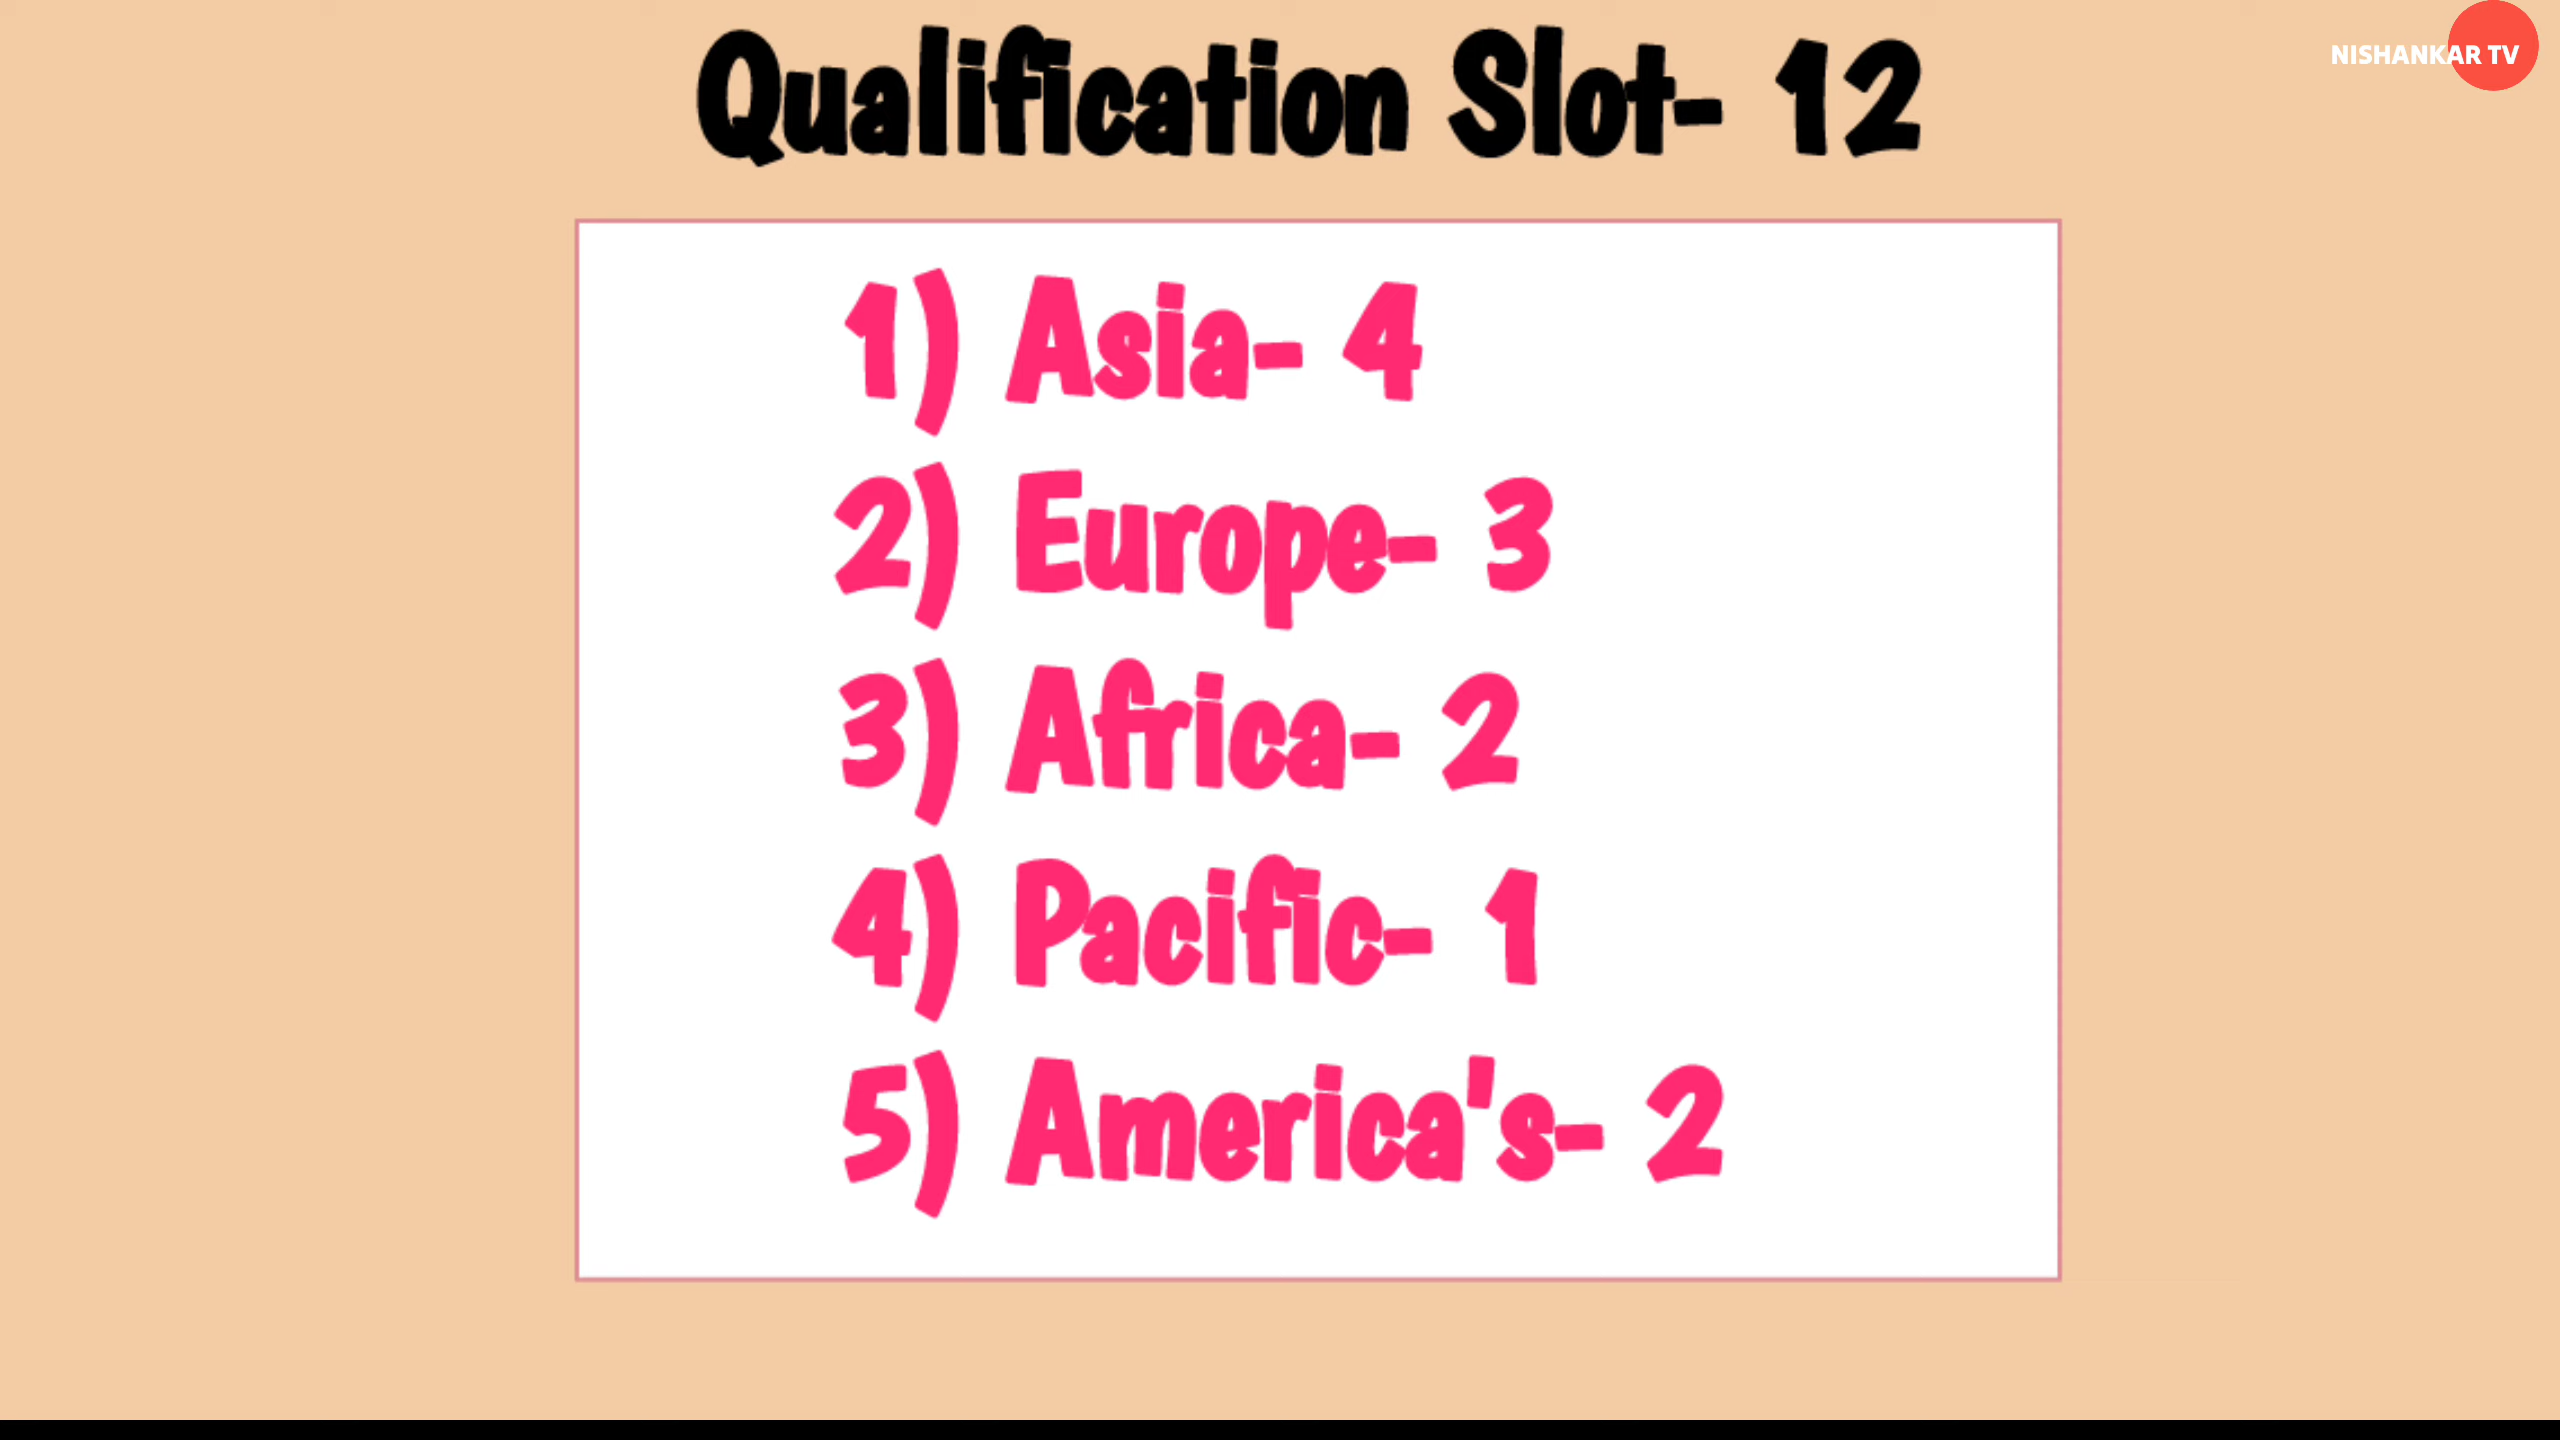 Qualification Slot- 12
NISHANKAR TV
1) Asia- 4
2) Europe- 3
3) Africa- 2
4) Pacific- 1
5) America's- 2